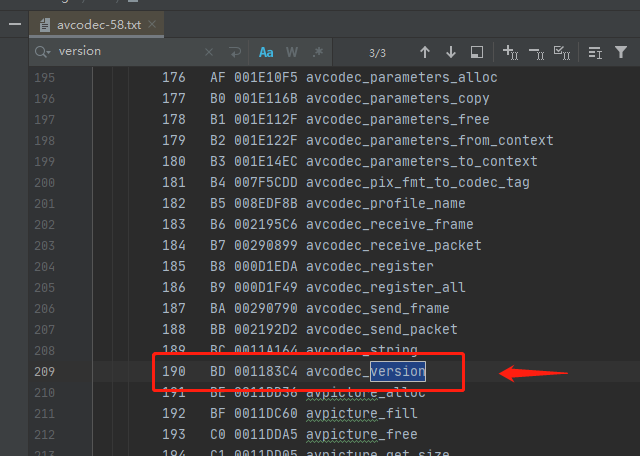 avcodec-58.txt
version
Aa W .* 3/3
195 176 AF 001E10F5 avcodec_parameters_alloc
196 177 B0 001E116B avcodec_parameters_copy
197 178 B1 001E112F avcodec_parameters_free
198 179 B2 001E122F avcodec_parameters_from_context
199 180 B3 001E14EC avcodec_parameters_to_context
200 181 B4 007F5CDD avcodec_pix_fmt_to_codec_tag
201 182 B5 008EDF8B avcodec_profile_name
202 183 B6 002195C6 avcodec_receive_frame
203 184 B7 00290899 avcodec_receive_packet
204 185 B8 000D1EDA avcodec_register
205 186 B9 000D1F49 avcodec_register_all
206 187 BA 00290790 avcodec_send_frame
207 188 BB 002192D2 avcodec_send_packet
208 189 BC 0011A164 avcodec_string
209 190 BD 001183C4 avcodec_version
210 191 BE 0011DD36 avpicture_alloc
211 192 BF 0011DC60 avpicture_fill
212 193 C0 0011DDA5 avpicture_free
213 194 C1 0011DD05 avpicture_get_size